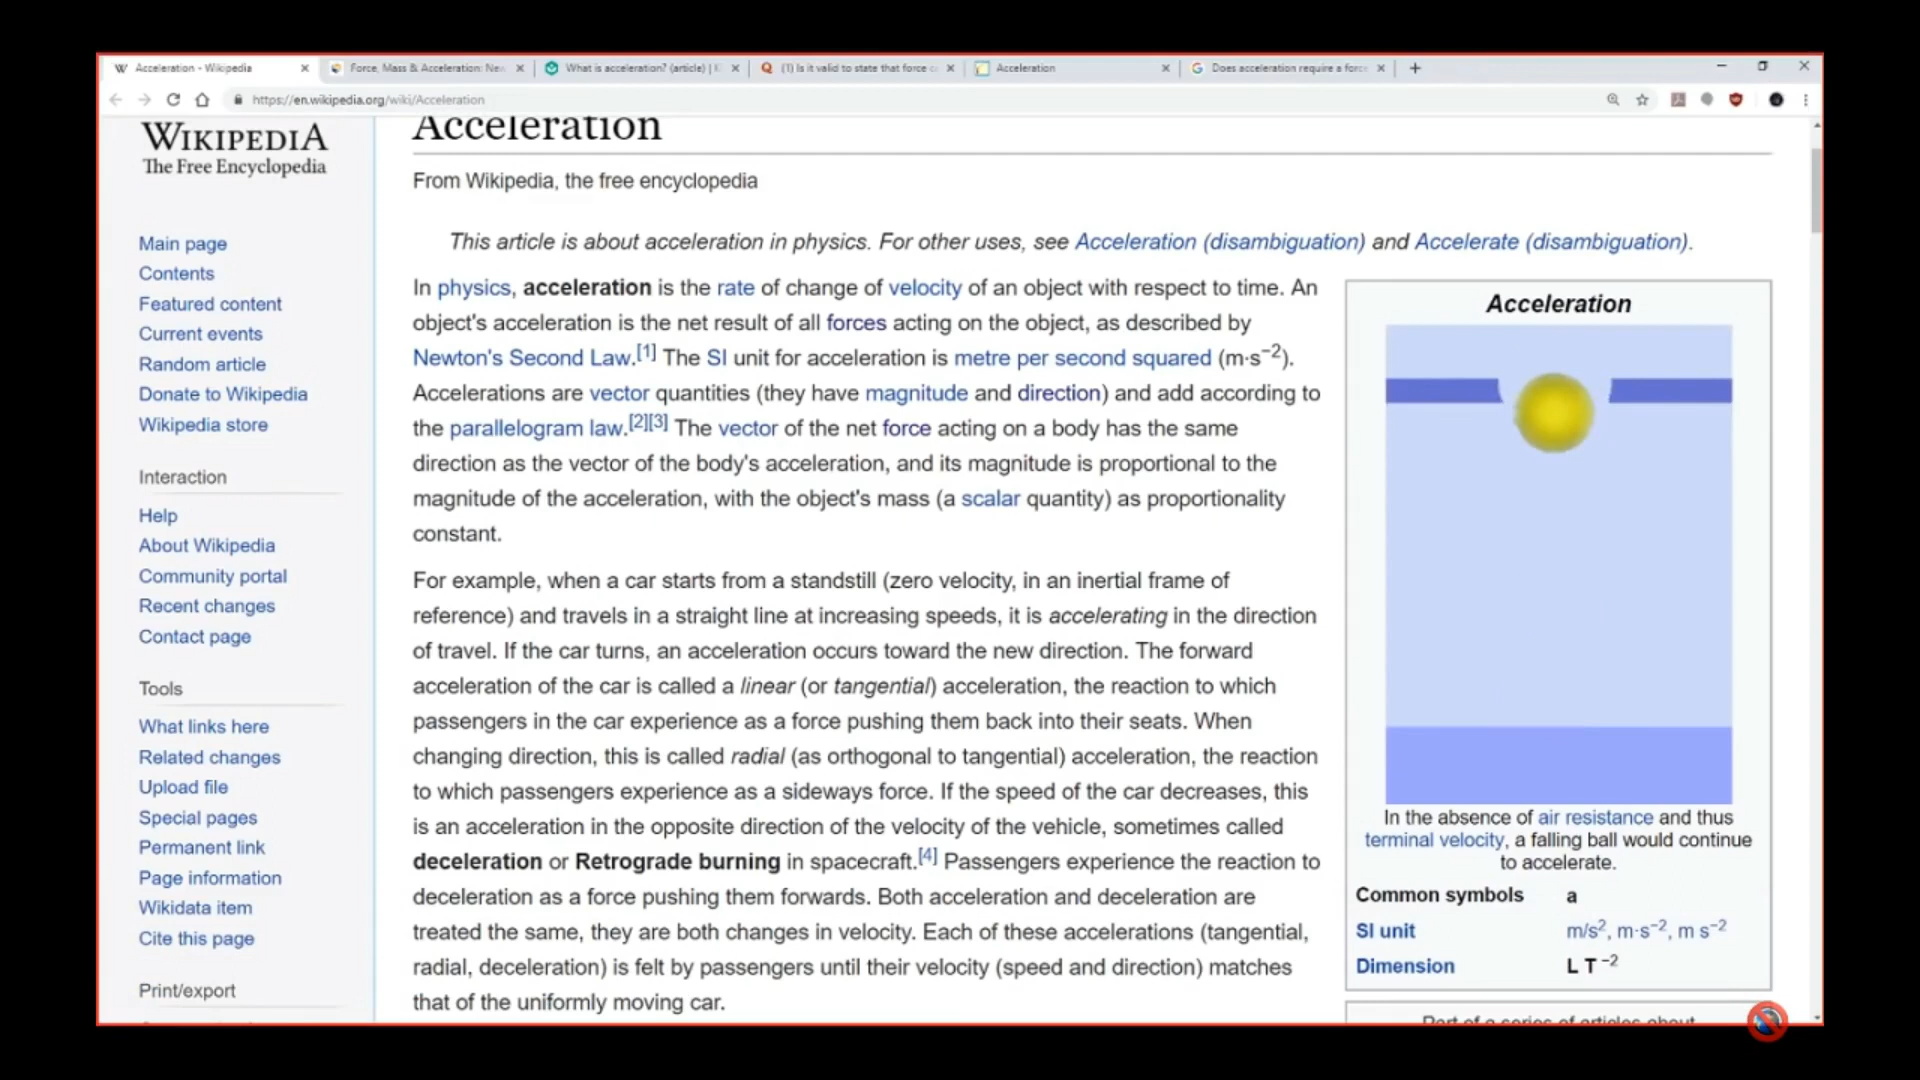 Acceleration - Wikipedia
Force, Mass & Acceleration: New
What is acceleration? (article) |
(1) Is it valid to state that force c
Acceleration
Does acceleration require a forc
https://en.wikipedia.org/wiki/Acceleration
WIKIPEDIA
The Free Encyclopedia
Main page
Contents
Featured content
Current events
Random article
Donate to Wikipedia
Wikipedia store
Interaction
Help
About Wikipedia
Community portal
Recent changes
Contact page
Tools
What links here
Related changes
Upload file
Special pages
Permanent link
Page information
Wikidata item
Cite this page
Print/export
Acceleration
From Wikipedia, the free encyclopedia
This article is about acceleration in physics. For other uses, see Acceleration (disambiguation) and Accelerate (disambiguation).
In physics, acceleration is the rate of change of velocity of an object with respect to time. An
object's acceleration is the net result of all forces acting on the object, as described by
Newton's Second Law.[1] The SI unit for acceleration is metre per second squared (m·s−2).
Accelerations are vector quantities (they have magnitude and direction) and add according to
the parallelogram law.[2][3] The vector of the net force acting on a body has the same
direction as the vector of the body's acceleration, and its magnitude is proportional to the
magnitude of the acceleration, with the object's mass (a scalar quantity) as proportionality
constant.
For example, when a car starts from a standstill (zero velocity, in an inertial frame of
reference) and travels in a straight line at increasing speeds, it is accelerating in the direction
of travel. If the car turns, an acceleration occurs toward the new direction. The forward
acceleration of the car is called a linear (or tangential) acceleration, the reaction to which
passengers in the car experience as a force pushing them back into their seats. When
changing direction, this is called radial (as orthogonal to tangential) acceleration, the reaction
to which passengers experience as a sideways force. If the speed of the car decreases, this
is an acceleration in the opposite direction of the velocity of the vehicle, sometimes called
deceleration or Retrograde burning in spacecraft.[4] Passengers experience the reaction to
deceleration as a force pushing them forwards. Both acceleration and deceleration are
treated the same, they are both changes in velocity. Each of these accelerations (tangential,
radial, deceleration) is felt by passengers until their velocity (speed and direction) matches
that of the uniformly moving car.
Acceleration
In the absence of air resistance and thus
terminal velocity, a falling ball would continue
to accelerate.
Common symbols a
SI unit m/s2, m·s−2, m s−2
Dimension L T −2
Part of a series of articles about